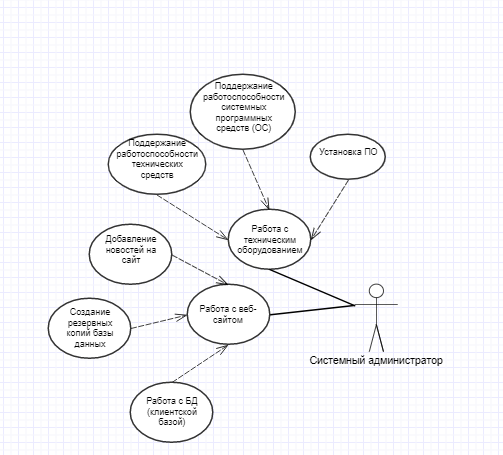 Поддержание
работоспособности
системных
программных
средств (ОС)
Поддержание
работоспособности
технических
средств
Установка ПО
Работа с
техническим
оборудованием
Добавление
новостей на
сайт
Создание
резервных
копий базы
данных
Работа с веб-
сайтом
Работа с БД
(клиентской
базой)
Системный администратор